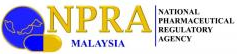 NPRA
MALAYSIA
NATIONAL
PHARMACEUTICAL
REGULATORY
AGENCY